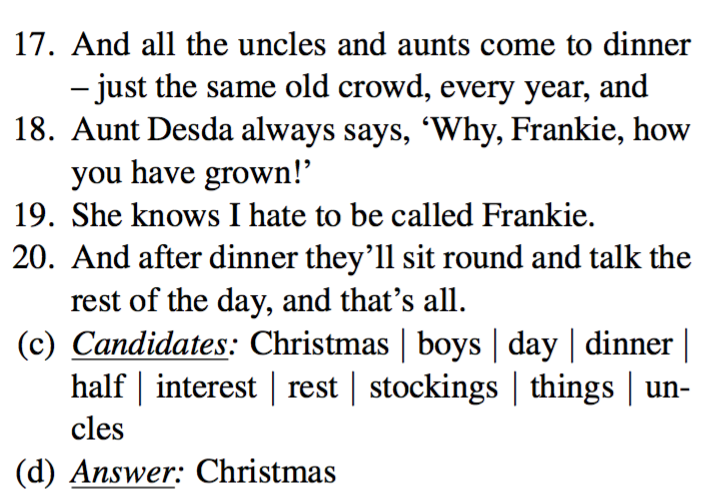 17. And all the uncles and aunts come to dinner
– just the same old crowd, every year, and
18. Aunt Desda always says, ‘Why, Frankie, how
you have grown!’
19. She knows I hate to be called Frankie.
20. And after dinner they’ll sit round and talk the
rest of the day, and that’s all.
(c) Candidates: Christmas | boys | day | dinner |
half | interest | rest | stockings | things | un-
cles
(d) Answer: Christmas